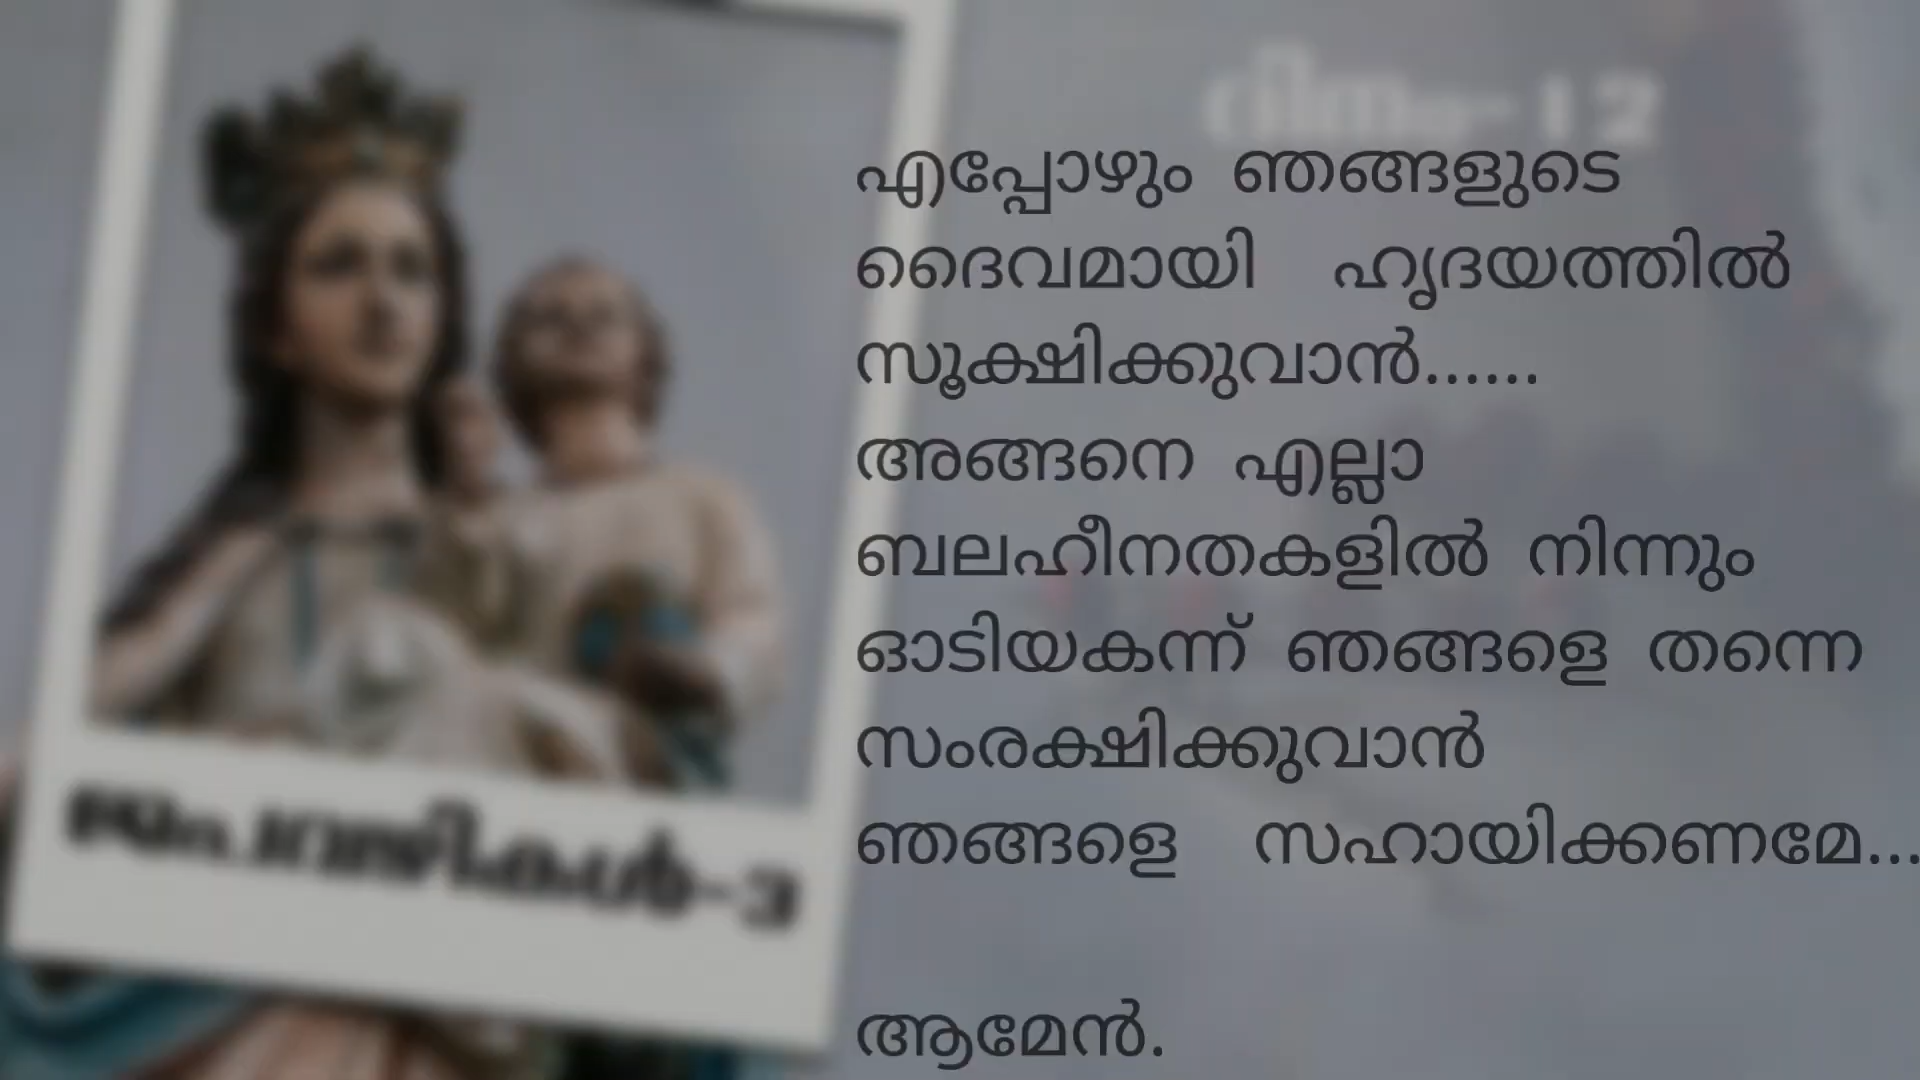 ദിനം-12
എപ്പോഴും ഞങ്ങളുടെ
ദൈവമായി ഹൃദയത്തിൽ
സൂക്ഷിക്കുവാൻ......
അങ്ങനെ എല്ലാ
ബലഹീനതകളിൽ നിന്നും
ഓടിയകന്ന് ഞങ്ങളെ തന്നെ
സംരക്ഷിക്കുവാൻ
ഞങ്ങളെ സഹായിക്കണമേ...
ആമേൻ.